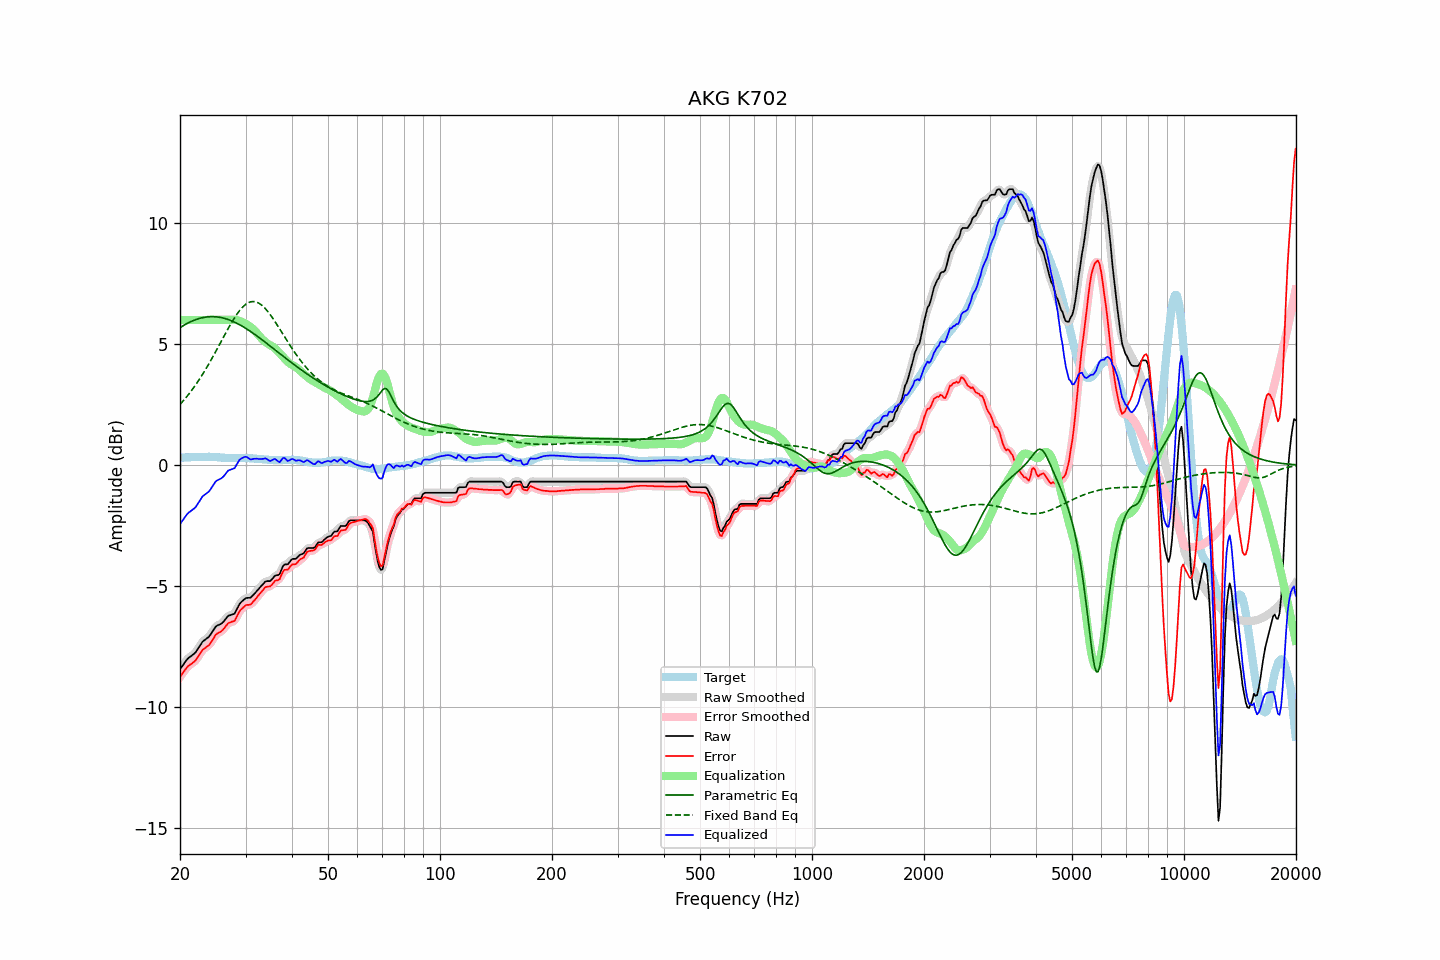 AKG K702
Amplitude (dBr)
10
5
0
−5
−10
−15
Target
Raw Smoothed
Error Smoothed
Raw
Error
Equalization
Parametric Eq
Fixed Band Eq
Equalized
20 50 100 200 500 1000 2000 5000 10000 20000
Frequency (Hz)